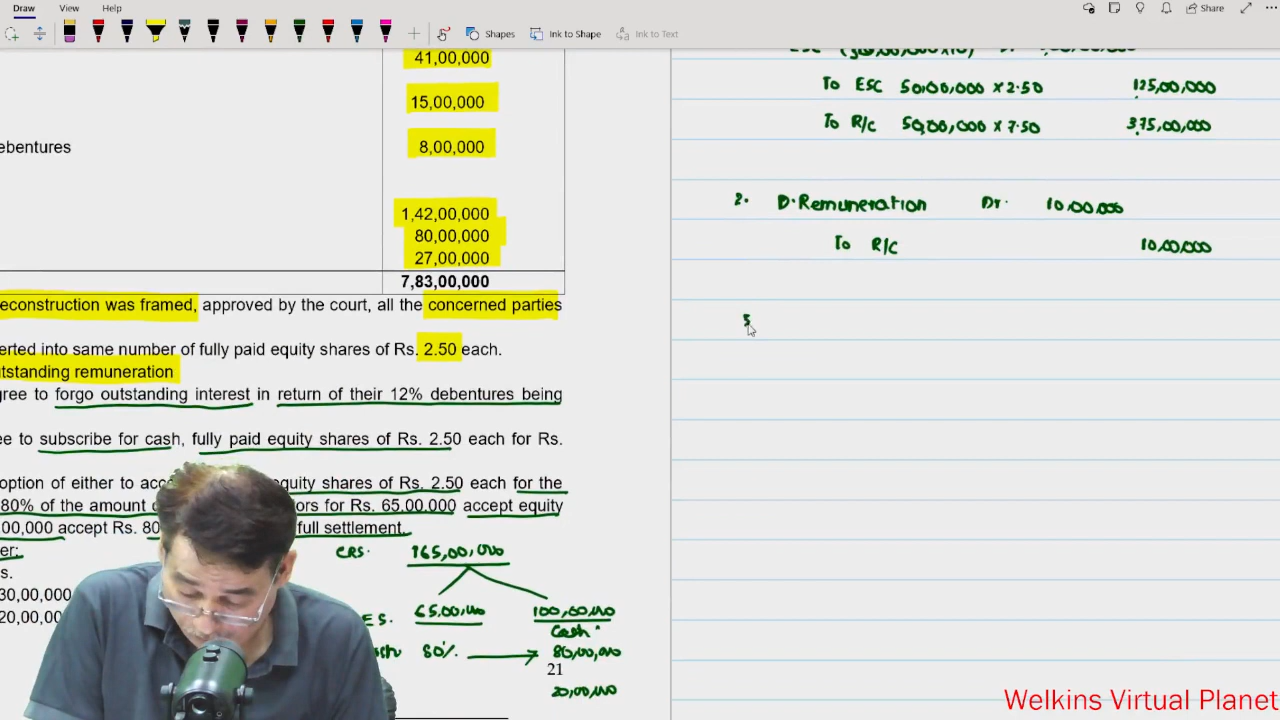 Draw View Help
Shapes Ink to Shape Ink to Text Share
41,00,000
15,00,000
ebentures 8,00,000
1,42,00,000
80,00,000
27,00,000
7,83,00,000
econstruction was framed, approved by the court, all the concerned parties
erted into same number of fully paid equity shares of Rs. 2.50 each.
utstanding remuneration
gree to forgo outstanding interest in return of their 12% debentures being
ee to subscribe for cash, fully paid equity shares of Rs. 2.50 each for Rs.
option of either to acc equity shares of Rs. 2.50 each for the
80% of the amount ors for Rs. 65,00,000 accept equity
00,000 accept Rs. 80 full settlement.
er:
s.
30,00,000
20,00,00
CRS. 165,00,000
E S. 65,00,000 100,00,000
Cash
80% 80,00,000
21
20,00,000
To ESC 50,00,000 x 2.50 125,00,000
To R/C 50,00,000 x 7.50 375,00,000
2. D.Remuneration Dr. 10,00,000
To R/C 10,00,000
Welkins Virtual Planet